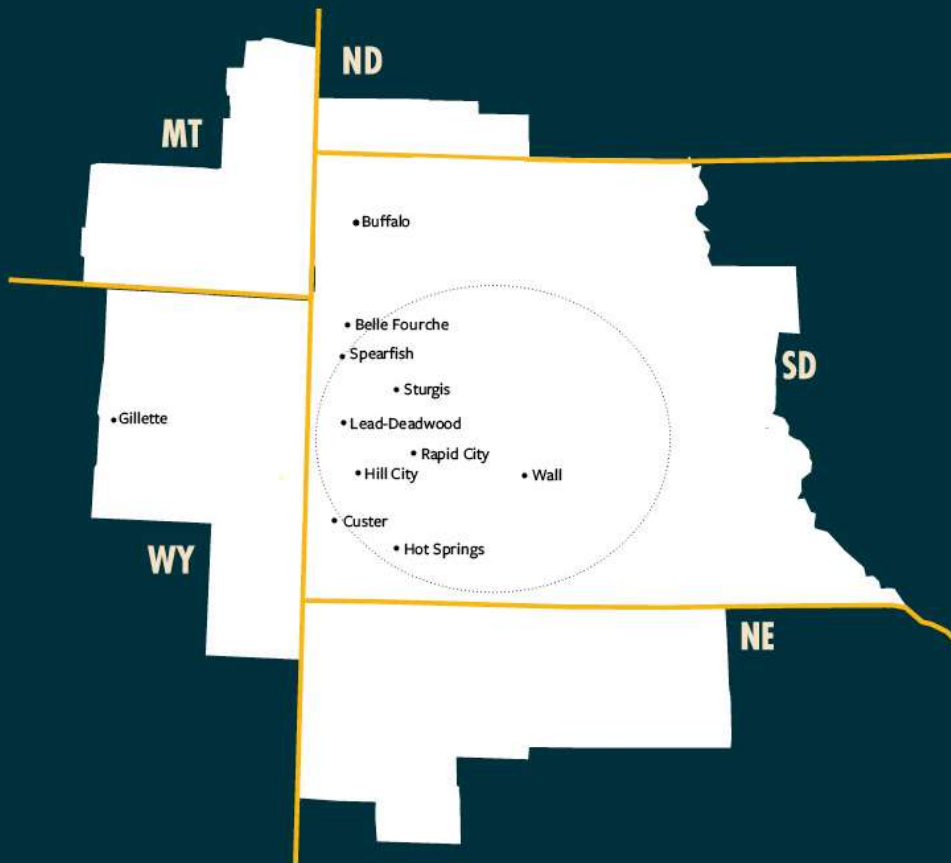 ND
MT
Buffalo
Belle Fourche
Spearfish
SD
Sturgis
Gillette
Lead-Deadwood
Rapid City
Hill City
Wall
Custer
Hot Springs
WY
NE